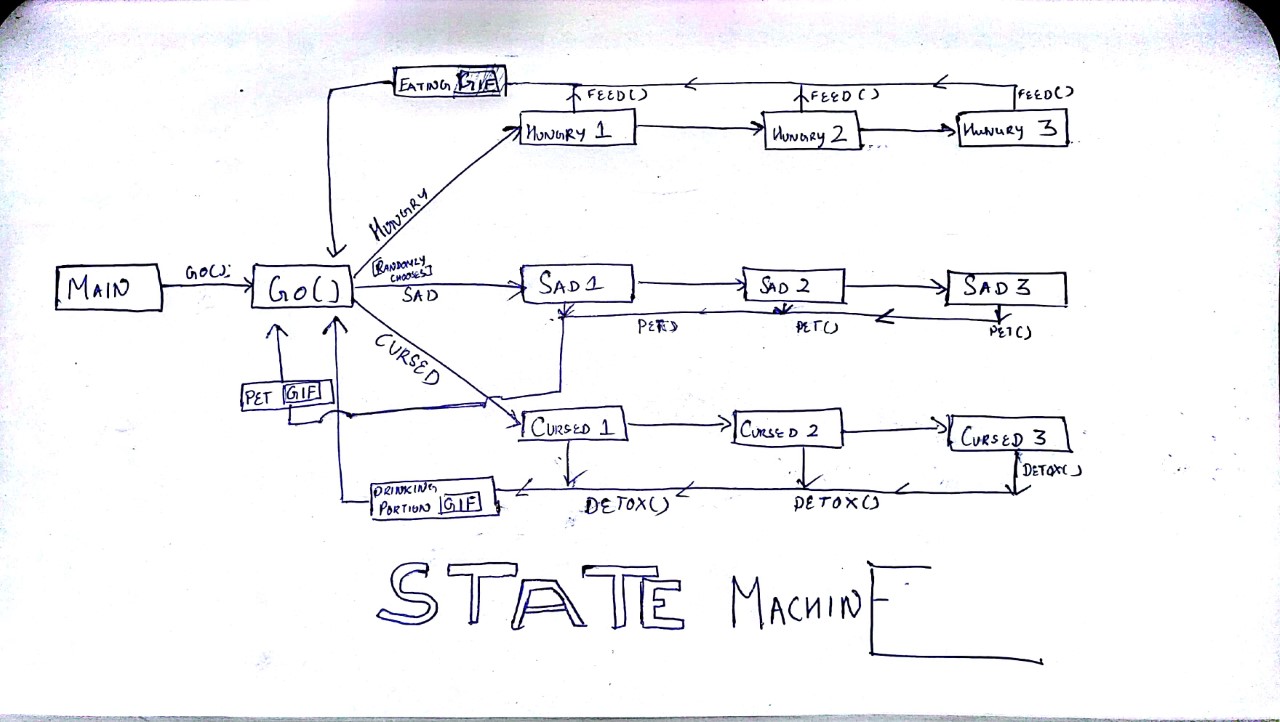 EATING GIF
FEED()
FEED()
FEED()
HUNGRY 1
HUNGRY 2
HUNGRY 3
HUNGRY
MAIN
GO();
GO()
[RANDOMLY
CHOOSES]
SAD
SAD 1
SAD 2
SAD 3
PET()
PET()
PET()
CURSED
PET GIF
CURSED 1
CURSED 2
CURSED 3
DETOX()
DRINKING
PORTION GIF
DETOX()
DETOX()
STATE MACHINE